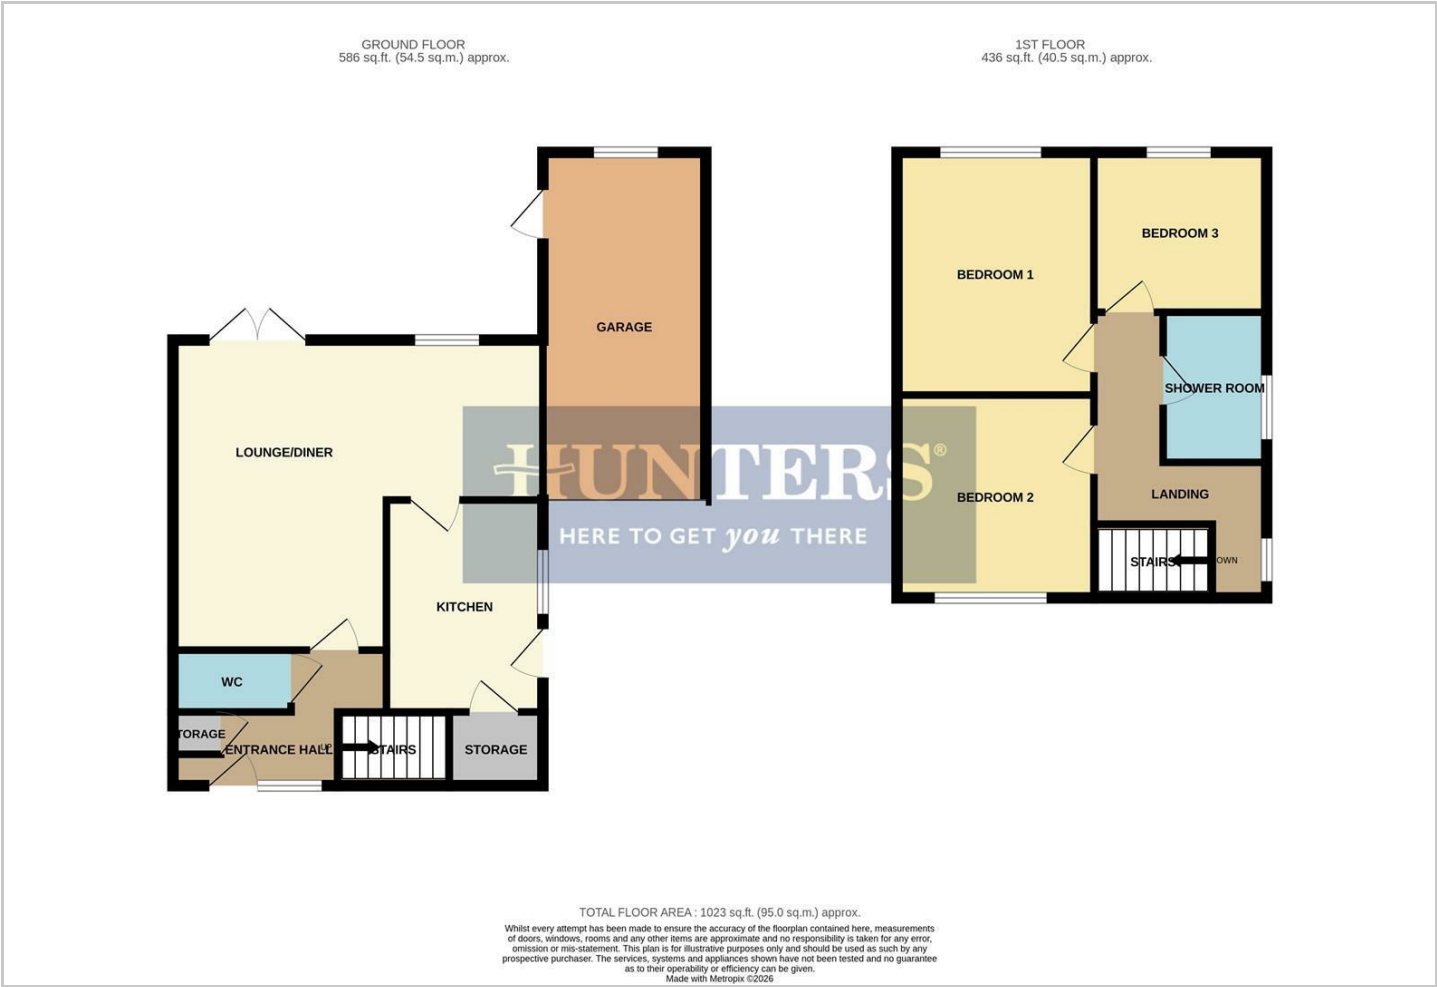 GROUND FLOOR
586 sq.ft. (54.5 sq.m.) approx.
1ST FLOOR
436 sq.ft. (40.5 sq.m.) approx.
GARAGE
LOUNGE/DINER
KITCHEN
WC
TORAGE
ENTRANCE HALL
UP
STAIRS
STORAGE
BEDROOM 1
BEDROOM 3
SHOWER ROOM
BEDROOM 2
LANDING
STAIRS
OWN
HUNTERS®
HERE TO GET you THERE
TOTAL FLOOR AREA : 1023 sq.ft. (95.0 sq.m.) approx.
Whilst every attempt has been made to ensure the accuracy of the floorplan contained here, measurements
of doors, windows, rooms and any other items are approximate and no responsibility is taken for any error,
omission or mis-statement. This plan is for illustrative purposes only and should be used as such by any
prospective purchaser. The services, systems and appliances shown have not been tested and no guarantee
as to their operability or efficiency can be given.
Made with Metropix ©2026